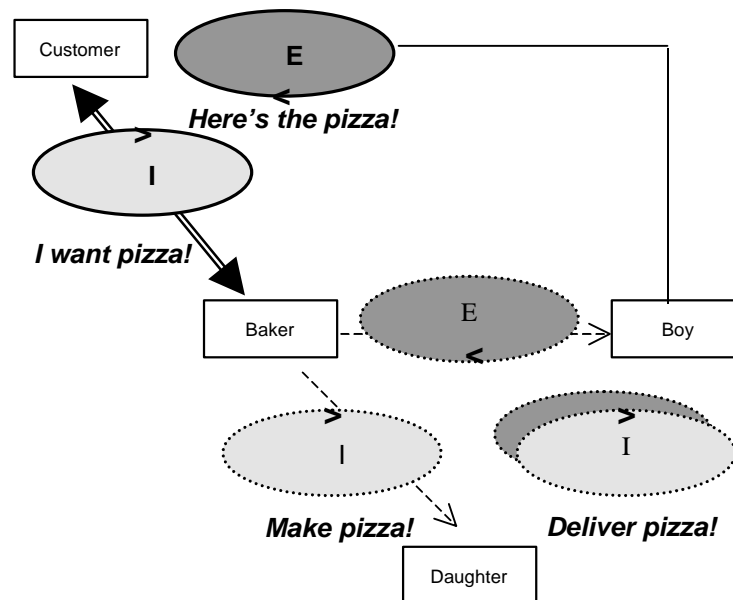 Customer
E
<
Here's the pizza!
>
I
I want pizza!
Baker
E
<
Boy
>
I
Make pizza!
>
I
Deliver pizza!
Daughter